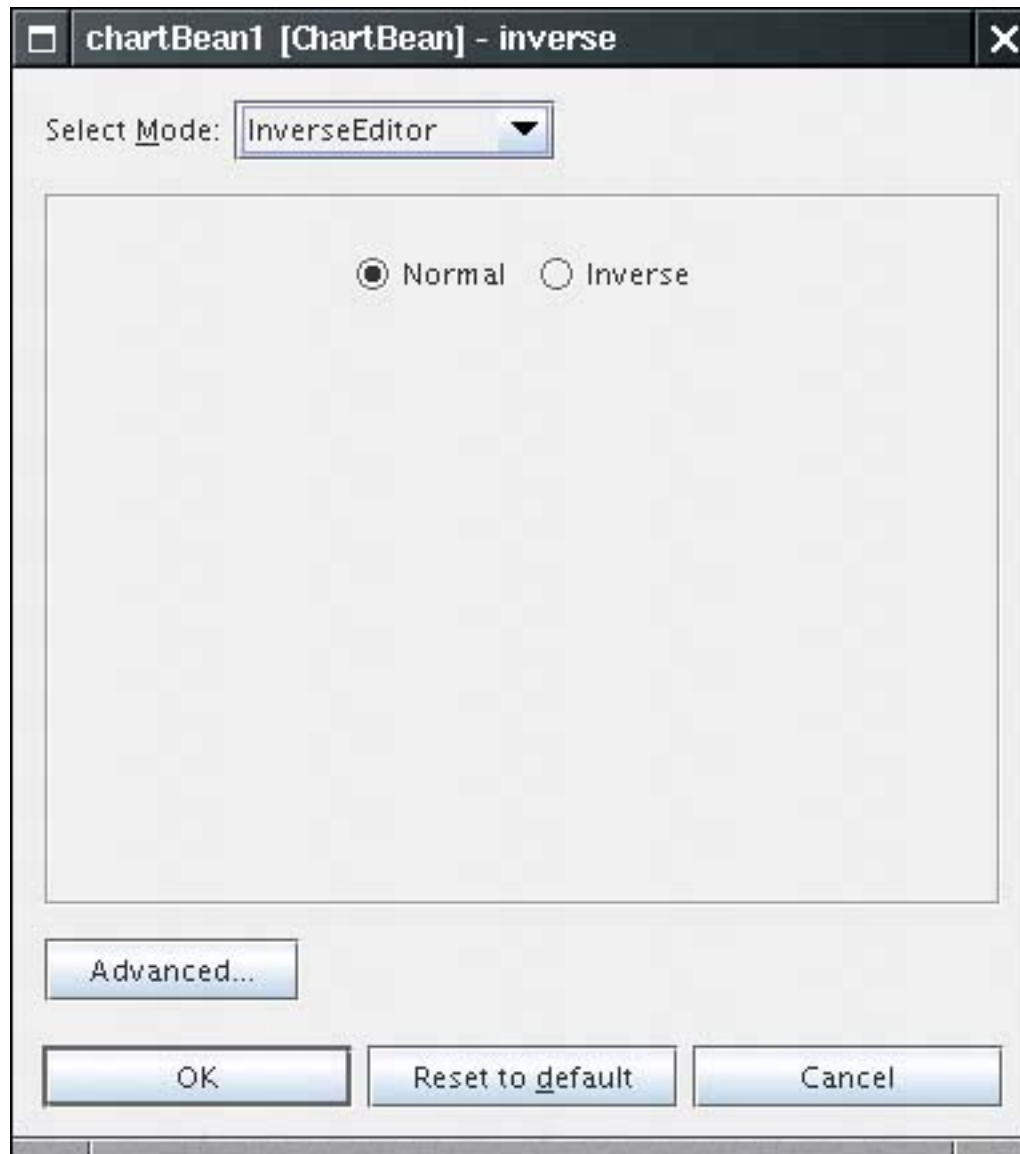 chartBean1 [ChartBean] - inverse
Select Mode: InverseEditor
Normal Inverse
Advanced...
OK Reset to default Cancel